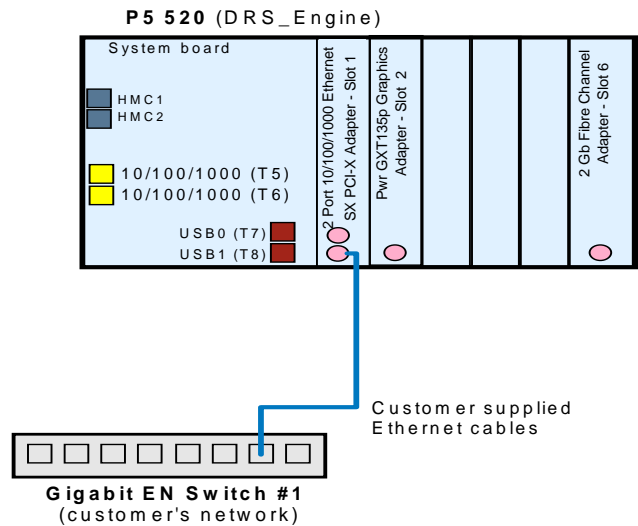 P5 520 (DRS_Engine)
System board
HMC1
HMC2
10/100/1000 (T5)
10/100/1000 (T6)
USB0 (T7)
USB1 (T8)
2 Port 10/100/1000 Ethernet
SX PCI-X Adapter - Slot 1
Pwr GXT135p Graphics
Adapter - Slot 2
2 Gb Fibre Channel
Adapter - Slot 6
Customer supplied
Ethernet cables
Gigabit EN Switch #1
(customer's network)